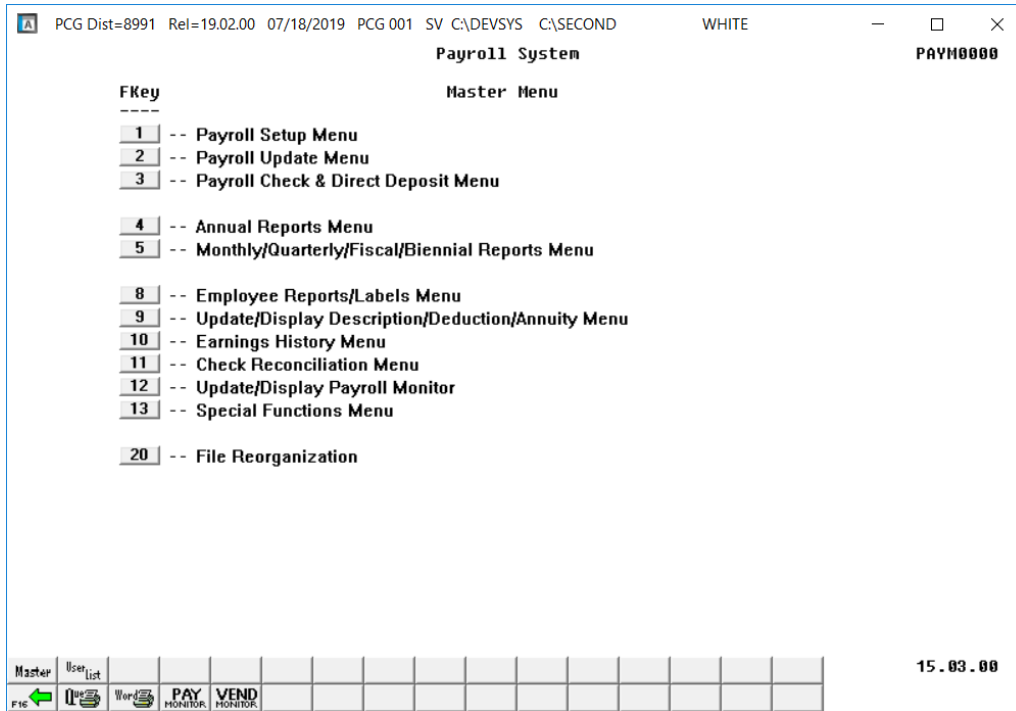 A PCG Dist=8991 Rel=19.02.00 07/18/2019 PCG 001 SV C:\DEVSYS C:\SECOND WHITE
Payroll System PAYM0000
FKey Master Menu
----
1 -- Payroll Setup Menu
2 -- Payroll Update Menu
3 -- Payroll Check & Direct Deposit Menu
4 -- Annual Reports Menu
5 -- Monthly/Quarterly/Fiscal/Biennial Reports Menu
8 -- Employee Reports/Labels Menu
9 -- Update/Display Description/Deduction/Annuity Menu
10 -- Earnings History Menu
11 -- Check Reconciliation Menu
12 -- Update/Display Payroll Monitor
13 -- Special Functions Menu
20 -- File Reorganization
Master User List 15.03.00
F16 Que Word PAY MONITOR VEND MONITOR